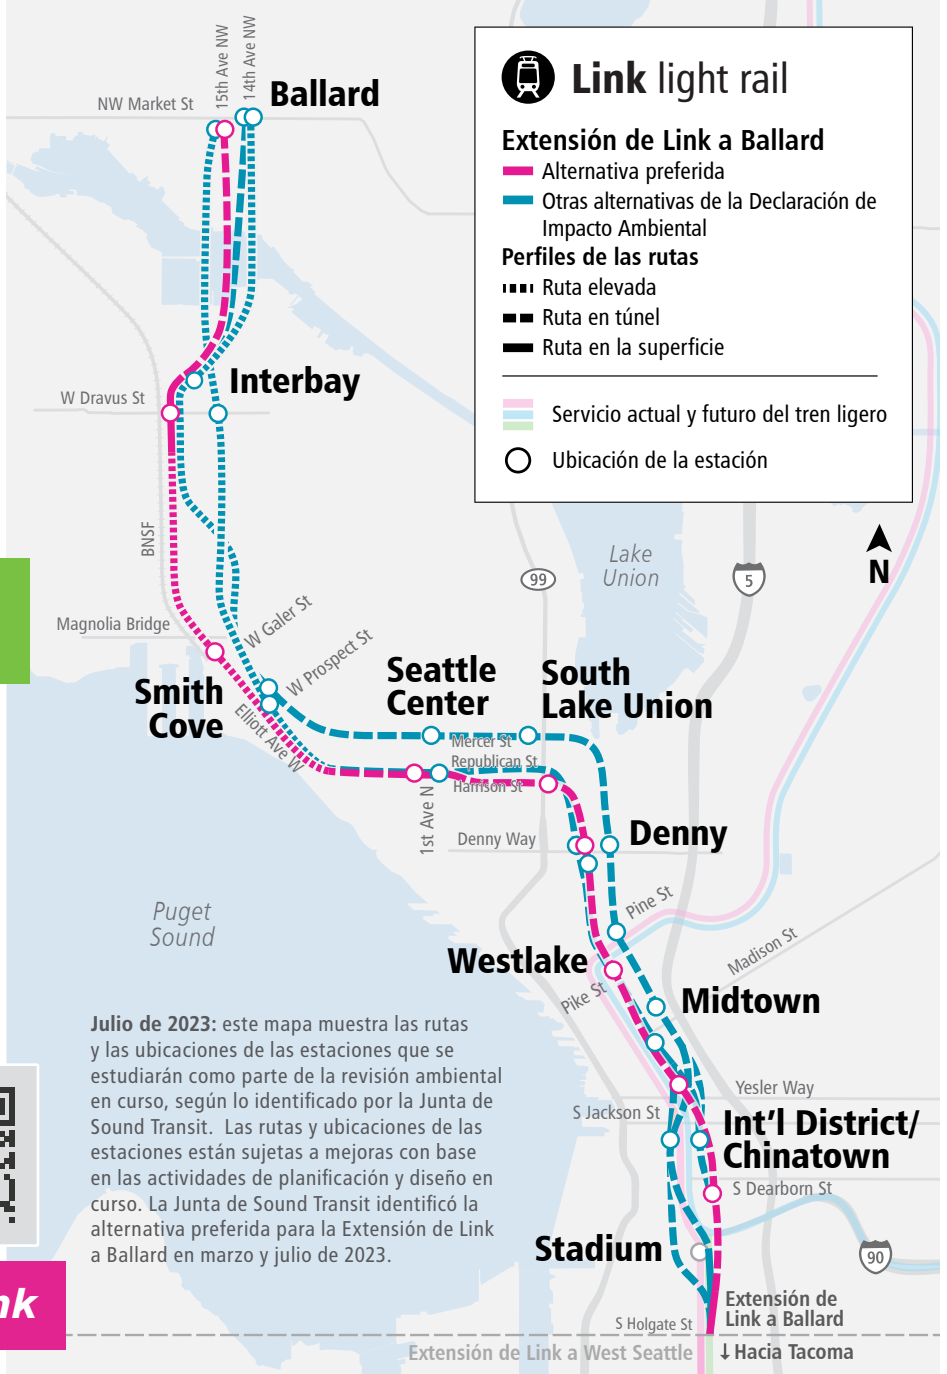 15th Ave NW
14th Ave NW
Ballard
NW Market St
Link light rail
Extensión de Link a Ballard
Alternativa preferida
Otras alternativas de la Declaración de
Impacto Ambiental
Perfiles de las rutas
Ruta elevada
Ruta en túnel
Ruta en la superficie
Servicio actual y futuro del tren ligero
Ubicación de la estación
Interbay
W Dravus St
BNSF
Lake
Union
99
5
N
Magnolia Bridge
W Galer St
W Prospect St
Smith
Cove
Elliott Ave W
Seattle
Center
South
Lake Union
Mercer St
Republican St
Harrison St
1st Ave N
Denny Way
Denny
Puget
Sound
Pine St
Westlake
Madison St
Pike St
Midtown
Julio de 2023: este mapa muestra las rutas
y las ubicaciones de las estaciones que se
estudiarán como parte de la revisión ambiental
en curso, según lo identificado por la Junta de
Sound Transit. Las rutas y ubicaciones de las
estaciones están sujetas a mejoras con base
en las actividades de planificación y diseño en
curso. La Junta de Sound Transit identificó la
alternativa preferida para la Extensión de Link
a Ballard en marzo y julio de 2023.
Yesler Way
S Jackson St
Int'l District/
Chinatown
S Dearborn St
Stadium
90
nk
Extensión de
Link a Ballard
S Holgate St
Extensión de Link a West Seattle
↓ Hacia Tacoma